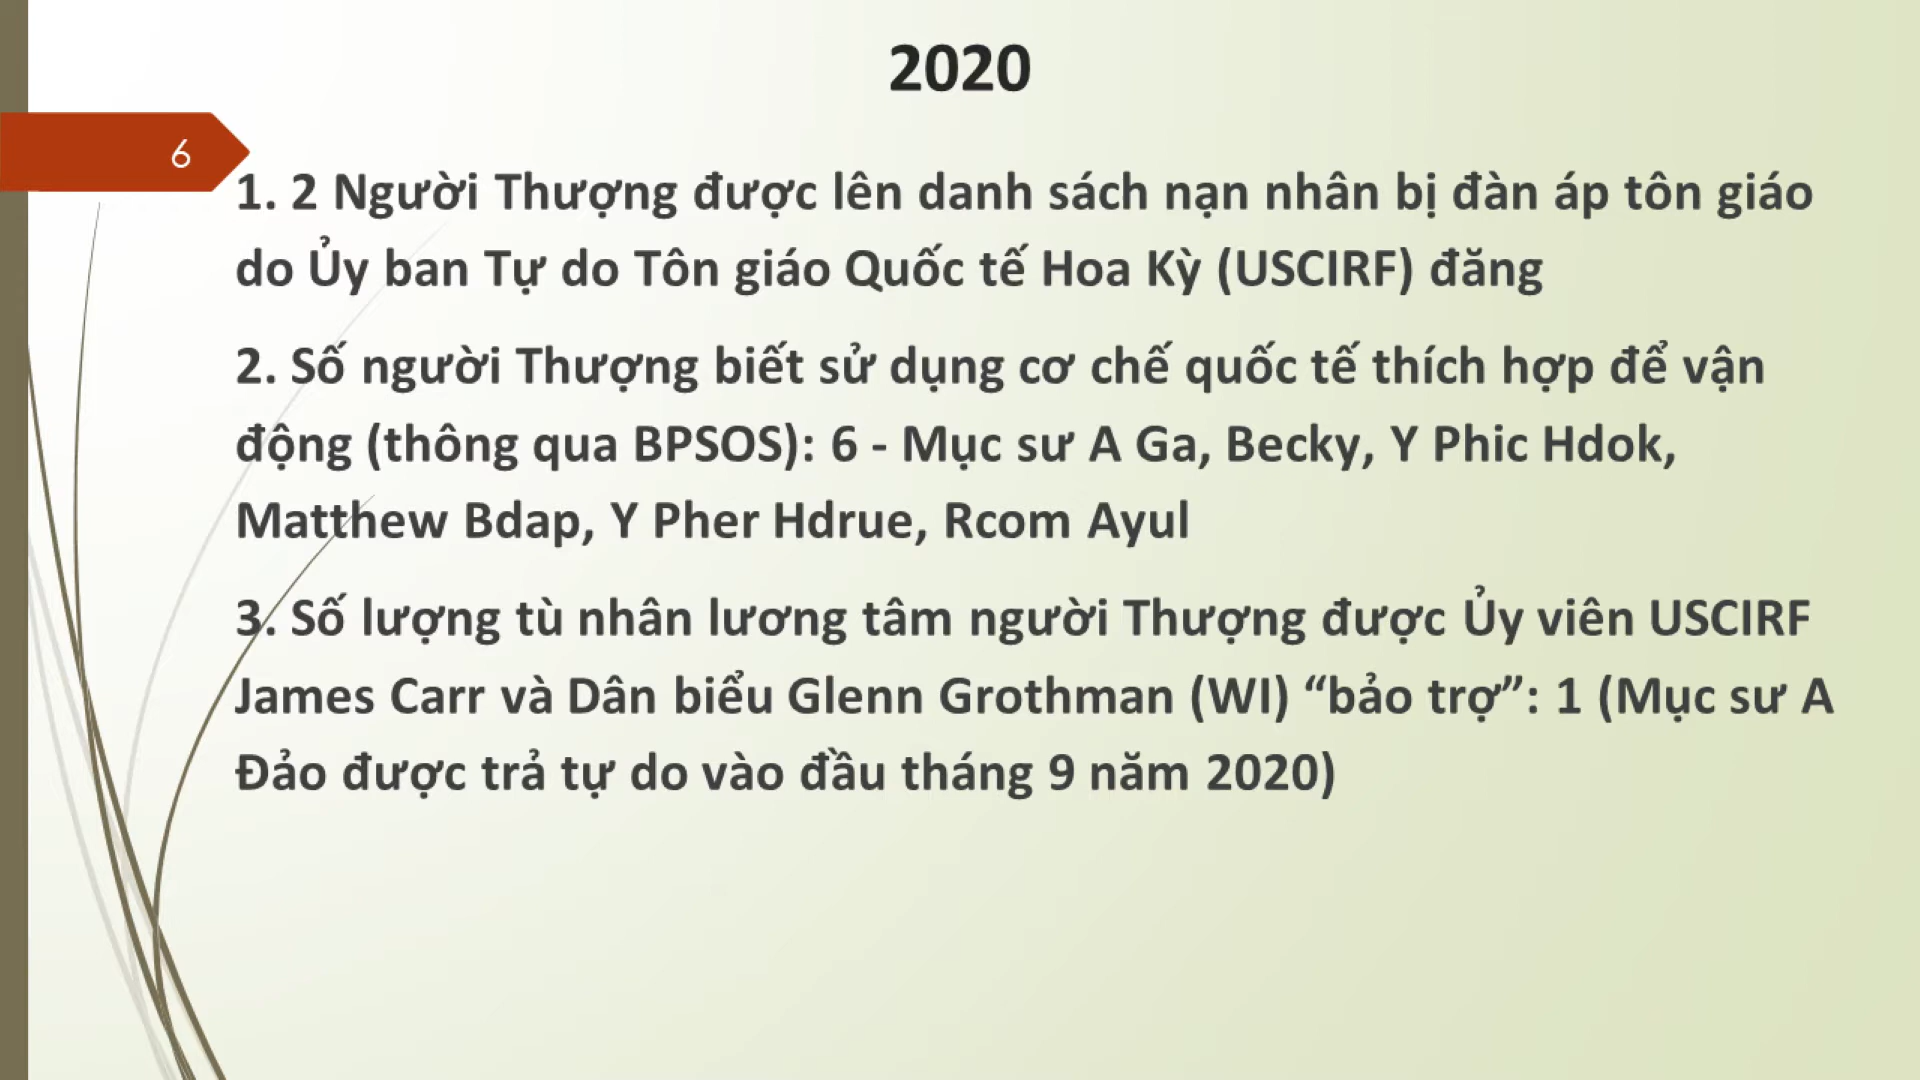 2020
6
1. 2 Người Thượng được lên danh sách nạn nhân bị đàn áp tôn giáo
do Ủy ban Tự do Tôn giáo Quốc tế Hoa Kỳ (USCIRF) đăng
2. Số người Thượng biết sử dụng cơ chế quốc tế thích hợp để vận
động (thông qua BPSOS): 6 - Mục sư A Ga, Becky, Y Phic Hdok,
Matthew Bdap, Y Pher Hdrue, Rcom Ayul
3. Số lượng tù nhân lương tâm người Thượng được Ủy viên USCIRF
James Carr và Dân biểu Glenn Grothman (WI) “bảo trợ”: 1 (Mục sư A
Đảo được trả tự do vào đầu tháng 9 năm 2020)